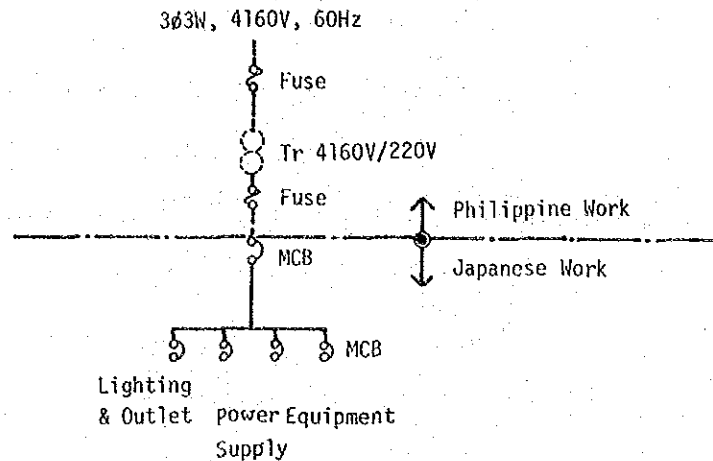 3ø3W, 4160V, 60Hz
Fuse
Tr 4160V/220V
Fuse
Philippine Work
MCB
Japanese Work
MCB
Lighting
& Outlet Power Equipment
Supply